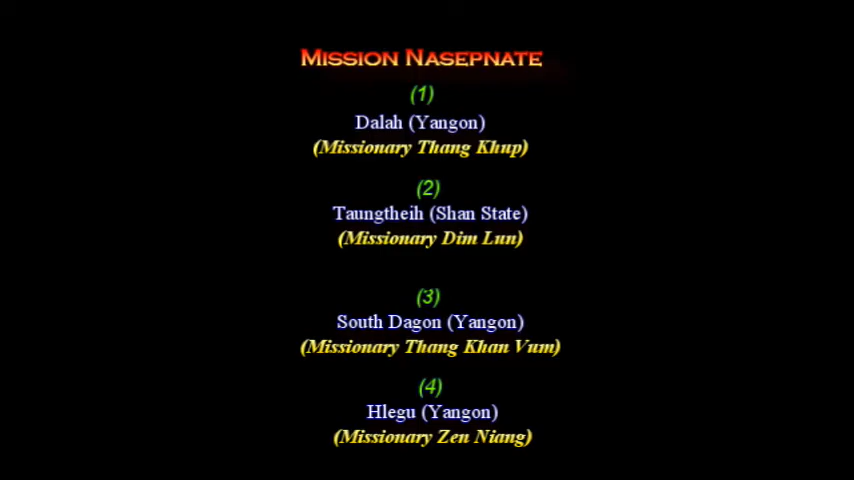 MISSION NASEPNATE
(1)
Dalah (Yangon)
(Missionary Thang Khup)
(2)
Taungtheih (Shan State)
(Missionary Dim Lun)
(3)
South Dagon (Yangon)
(Missionary Thang Khan Vum)
(4)
Hlegu (Yangon)
(Missionary Zen Niang)